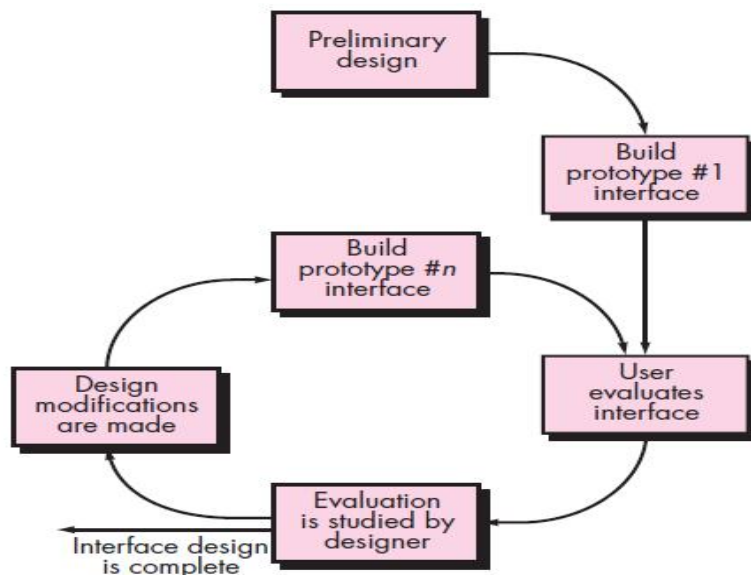 Preliminary
design
Build
prototype #1
interface
Build
prototype #n
interface
User
evaluates
interface
Design
modifications
are made
Evaluation
is studied by
designer
Interface design
is complete